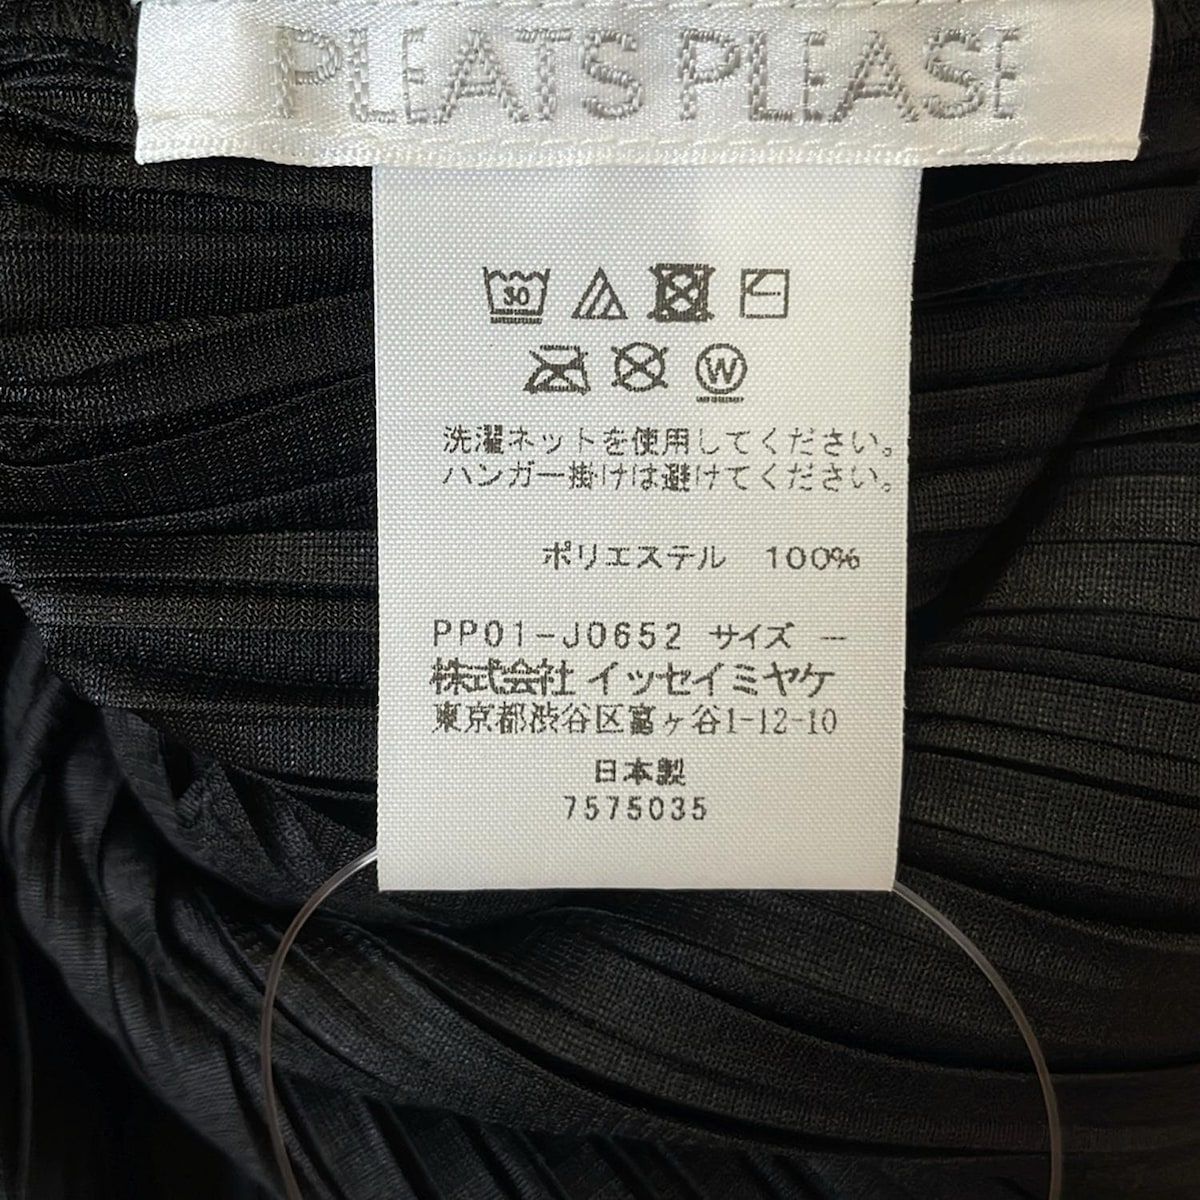 PLEATS PLEASE
30
W
洗濯ネットを使用してください。
ハンガー掛けは避けてください。
ポリエステル 100%
PP01-J0652 サイズ —
株式会社 イッセイミヤケ
東京都渋谷区富ヶ谷1-12-10
日本製
7575035